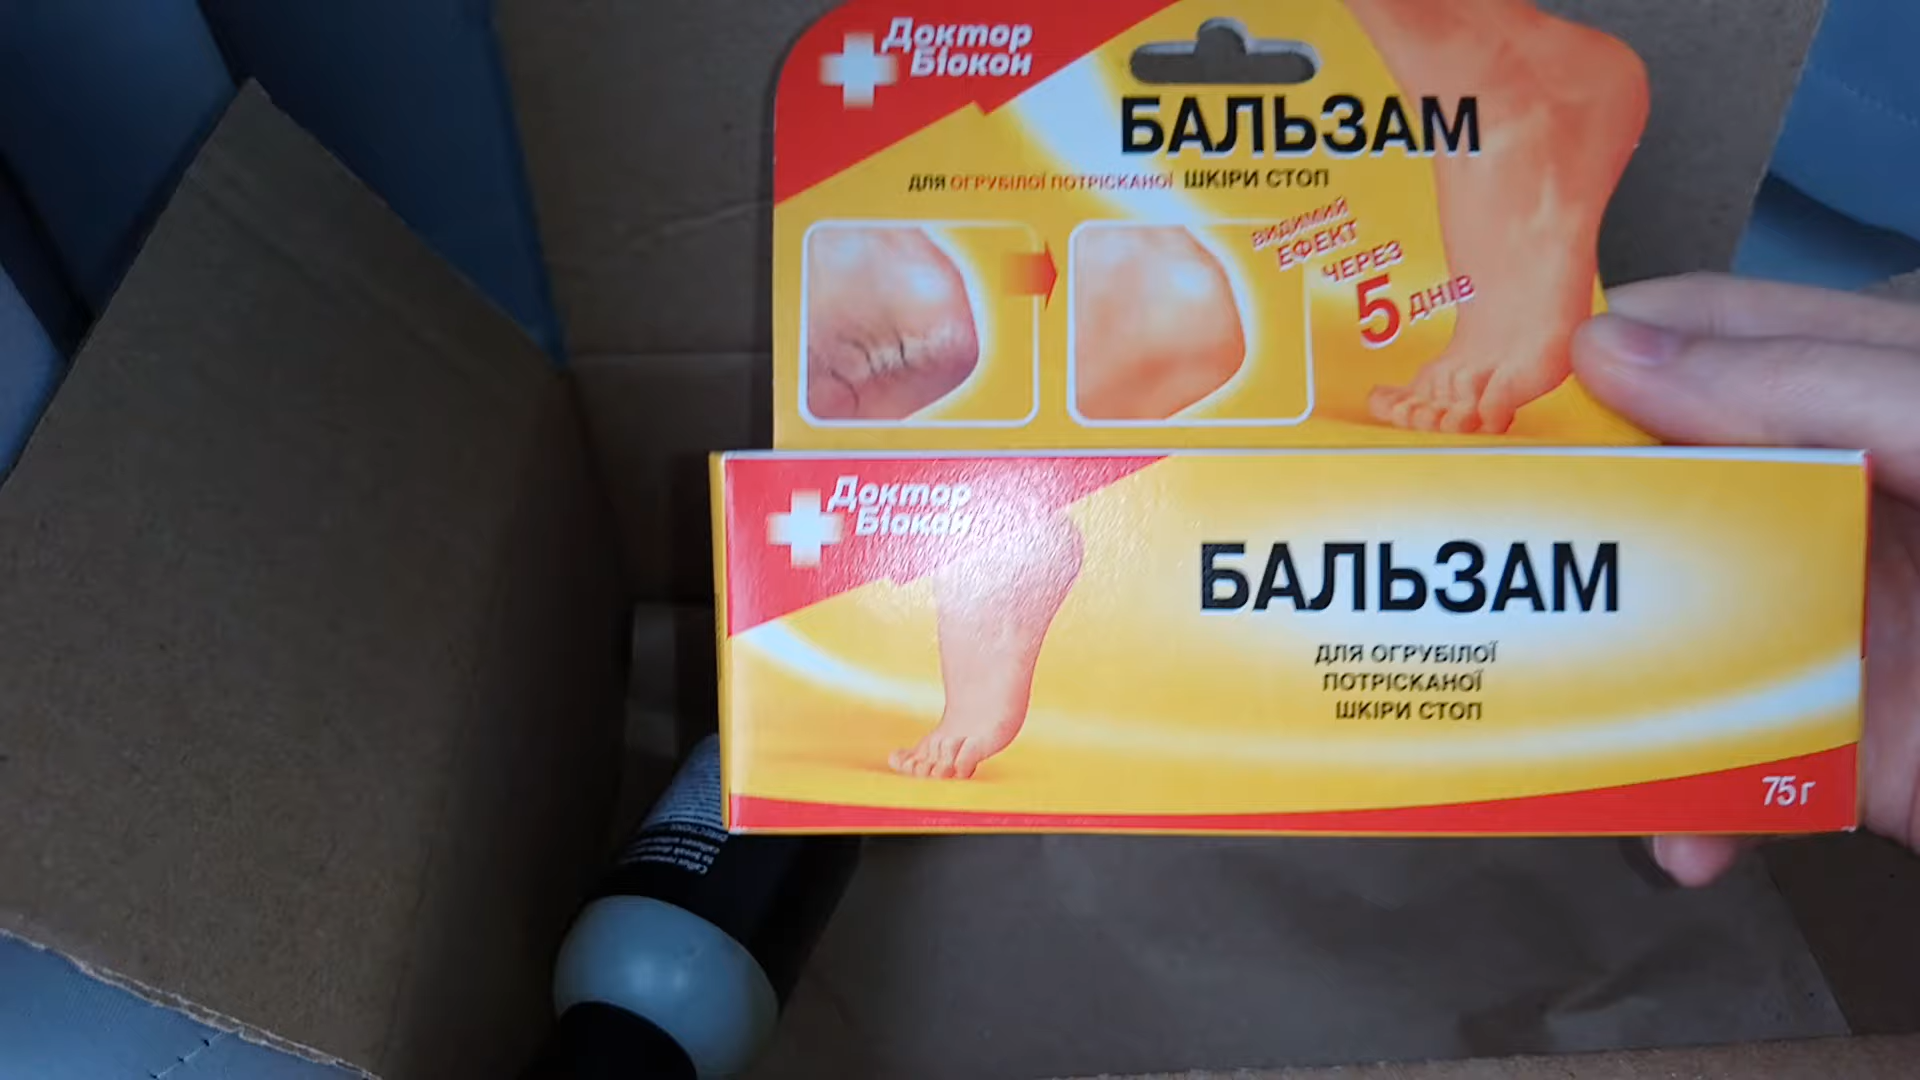 Доктор
Біокон
БАЛЬЗАМ
ДЛЯ ОГРУБІЛОЇ ПОТРІСКАНОЇ ШКІРИ СТОП
ВИДИМИЙ
ЕФЕКТ
ЧЕРЕЗ
5 ДНІВ
Доктор
Біокон
БАЛЬЗАМ
ДЛЯ ОГРУБІЛОЇ
ПОТРІСКАНОЇ
ШКІРИ СТОП
75 г